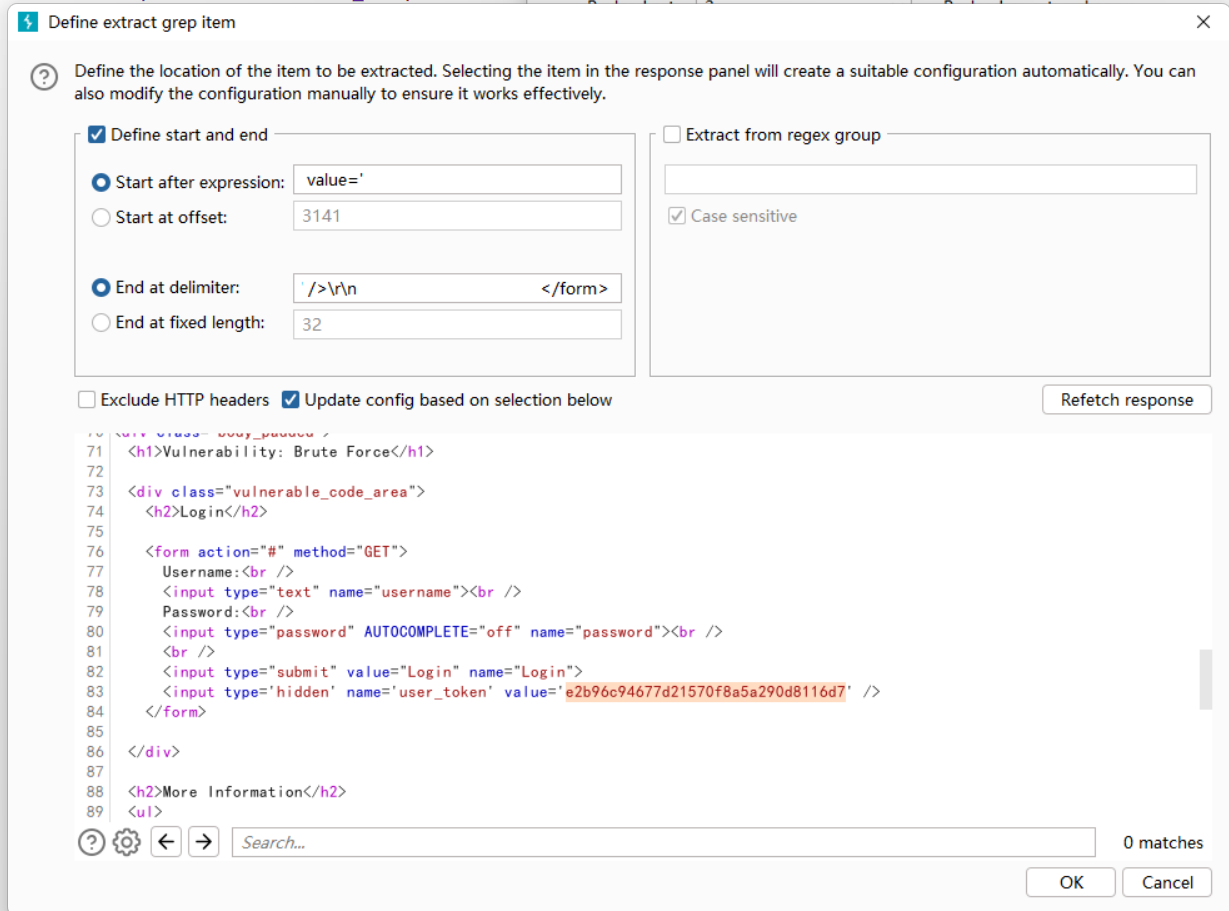 Define extract grep item
Define the location of the item to be extracted. Selecting the item in the response panel will create a suitable configuration automatically. You can
also modify the configuration manually to ensure it works effectively.
Define start and end
Start after expression: value='
Start at offset: 3141
End at delimiter: ' />\r\n </form>
End at fixed length: 32
Extract from regex group
Case sensitive
Exclude HTTP headers Update config based on selection below Refetch response
70 <div class="body_padded">
71 <h1>Vulnerability: Brute Force</h1>
72
73 <div class="vulnerable_code_area">
74 <h2>Login</h2>
75
76 <form action="#" method="GET">
77 Username:<br />
78 <input type="text" name="username"><br />
79 Password:<br />
80 <input type="password" AUTOCOMPLETE="off" name="password"><br />
81 <br />
82 <input type="submit" value="Login" name="Login">
83 <input type='hidden' name='user_token' value='e2b96c94677d21570f8a5a290d8116d7' />
84 </form>
85
86 </div>
87
88 <h2>More Information</h2>
89 <ul>
Search... 0 matches
OK Cancel